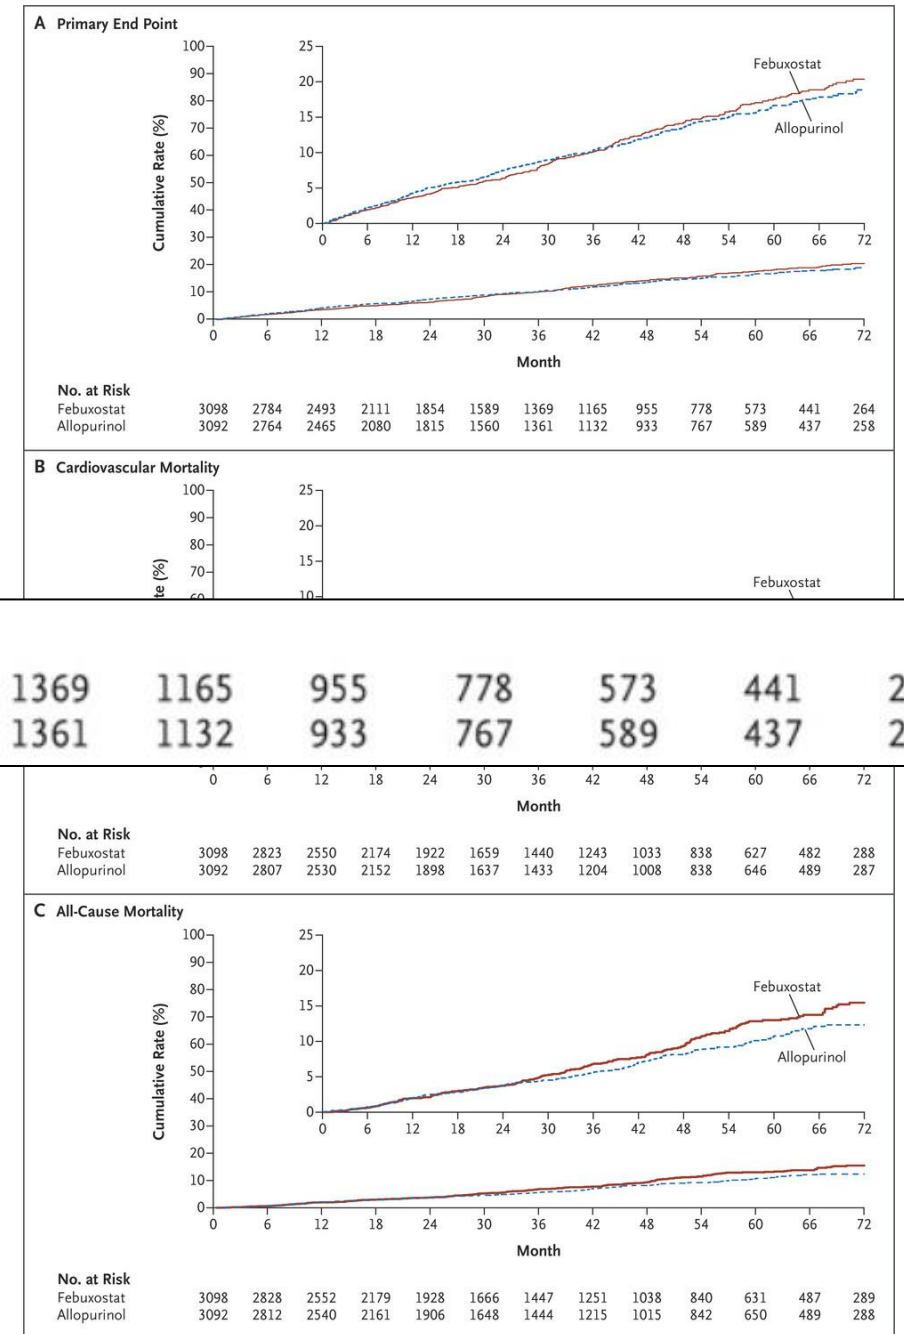 A Primary End Point
100
90
80
70
60
50
40
30
20
10
0
Cumulative Rate (%)
25
20
15
10
5
0
Febuxostat
Allopurinol
0 6 12 18 24 30 36 42 48 54 60 66 72
0 6 12 18 24 30 36 42 48 54 60 66 72
Month
No. at Risk
Febuxostat 3098 2784 2493 2111 1854 1589 1369 1165 955 778 573 441 264
Allopurinol 3092 2764 2465 2080 1815 1560 1361 1132 933 767 589 437 258
B Cardiovascular Mortality
100
90
80
70
60
te (%)
25
20
15
10
Febuxostat
1369 1165 955 778 573 441 2
1361 1132 933 767 589 437 2
0 6 12 18 24 30 36 42 48 54 60 66 72
Month
No. at Risk
Febuxostat 3098 2823 2550 2174 1922 1659 1440 1243 1033 838 627 482 288
Allopurinol 3092 2807 2530 2152 1898 1637 1433 1204 1008 838 646 489 287
C All-Cause Mortality
100
90
80
70
60
50
40
30
20
10
0
Cumulative Rate (%)
25
20
15
10
5
0
Febuxostat
Allopurinol
0 6 12 18 24 30 36 42 48 54 60 66 72
0 6 12 18 24 30 36 42 48 54 60 66 72
Month
No. at Risk
Febuxostat 3098 2828 2552 2179 1928 1666 1447 1251 1038 840 631 487 289
Allopurinol 3092 2812 2540 2161 1906 1648 1444 1215 1015 842 650 489 288